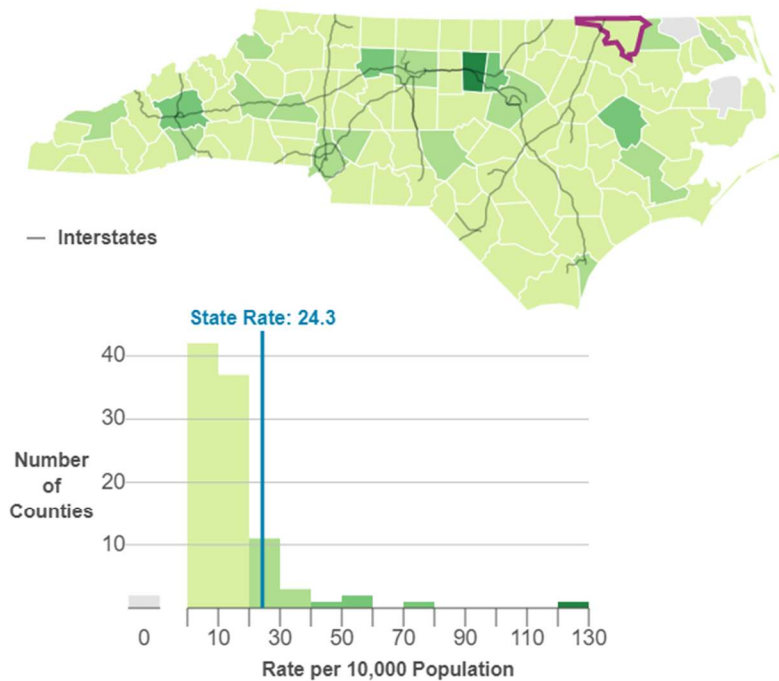 — Interstates
State Rate: 24.3
40
30
20
10
Number
of
Counties
0 10 30 50 70 90 110 130
Rate per 10,000 Population